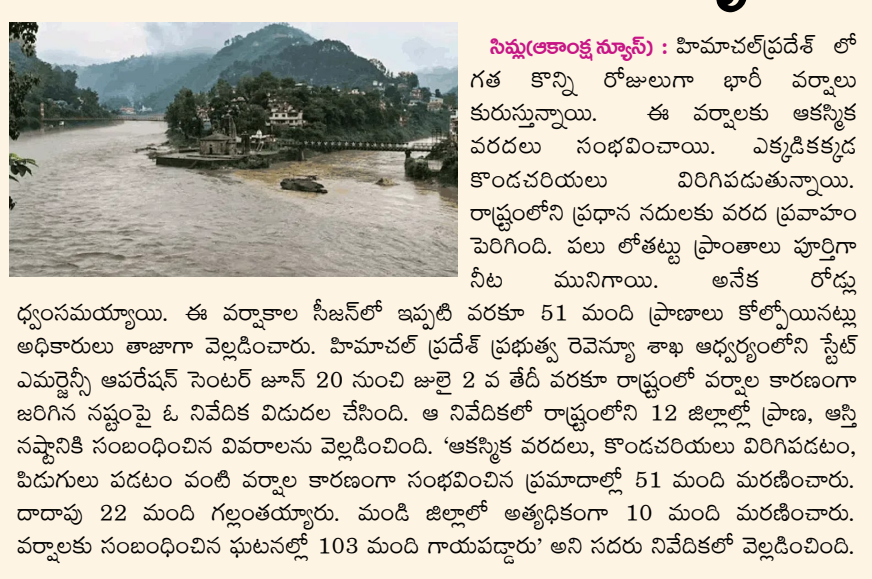 సిమ్ల(ఆకాంక్ష న్యూస్) : హిమాచల్‌ప్రదేశ్ లో
గత కొన్ని రోజులుగా భారీ వర్షాలు
కురుస్తున్నాయి. ఈ వర్షాలకు ఆకస్మిక
వరదలు సంభవించాయి. ఎక్కడికక్కడ
కొండచరియలు విరిగిపడుతున్నాయి.
రాష్ట్రంలోని ప్రధాన నదులకు వరద ప్రవాహం
పెరిగింది. పలు లోతట్టు ప్రాంతాలు పూర్తిగా
నీట మునిగాయి. అనేక రోడ్లు
ధ్వంసమయ్యాయి. ఈ వర్షాకాల సీజన్‌లో ఇప్పటి వరకూ 51 మంది ప్రాణాలు కోల్పోయినట్లు
అధికారులు తాజాగా వెల్లడించారు. హిమాచల్ ప్రదేశ్ ప్రభుత్వ రెవెన్యూ శాఖ ఆధ్వర్యంలోని స్టేట్
ఎమర్జెన్సీ ఆపరేషన్ సెంటర్ జూన్ 20 నుంచి జులై 2 వ తేదీ వరకూ రాష్ట్రంలో వర్షాల కారణంగా
జరిగిన నష్టంపై ఓ నివేదిక విడుదల చేసింది. ఆ నివేదికలో రాష్ట్రంలోని 12 జిల్లాల్లో ప్రాణ, ఆస్తి
నష్టానికి సంబంధించిన వివరాలను వెల్లడించింది. ‘ఆకస్మిక వరదలు, కొండచరియలు విరిగిపడటం,
పిడుగులు పడటం వంటి వర్షాల కారణంగా సంభవించిన ప్రమాదాల్లో 51 మంది మరణించారు.
దాదాపు 22 మంది గల్లంతయ్యారు. మండి జిల్లాలో అత్యధికంగా 10 మంది మరణించారు.
వర్షాలకు సంబంధించిన ఘటనల్లో 103 మంది గాయపడ్డారు’ అని సదరు నివేదికలో వెల్లడించింది.